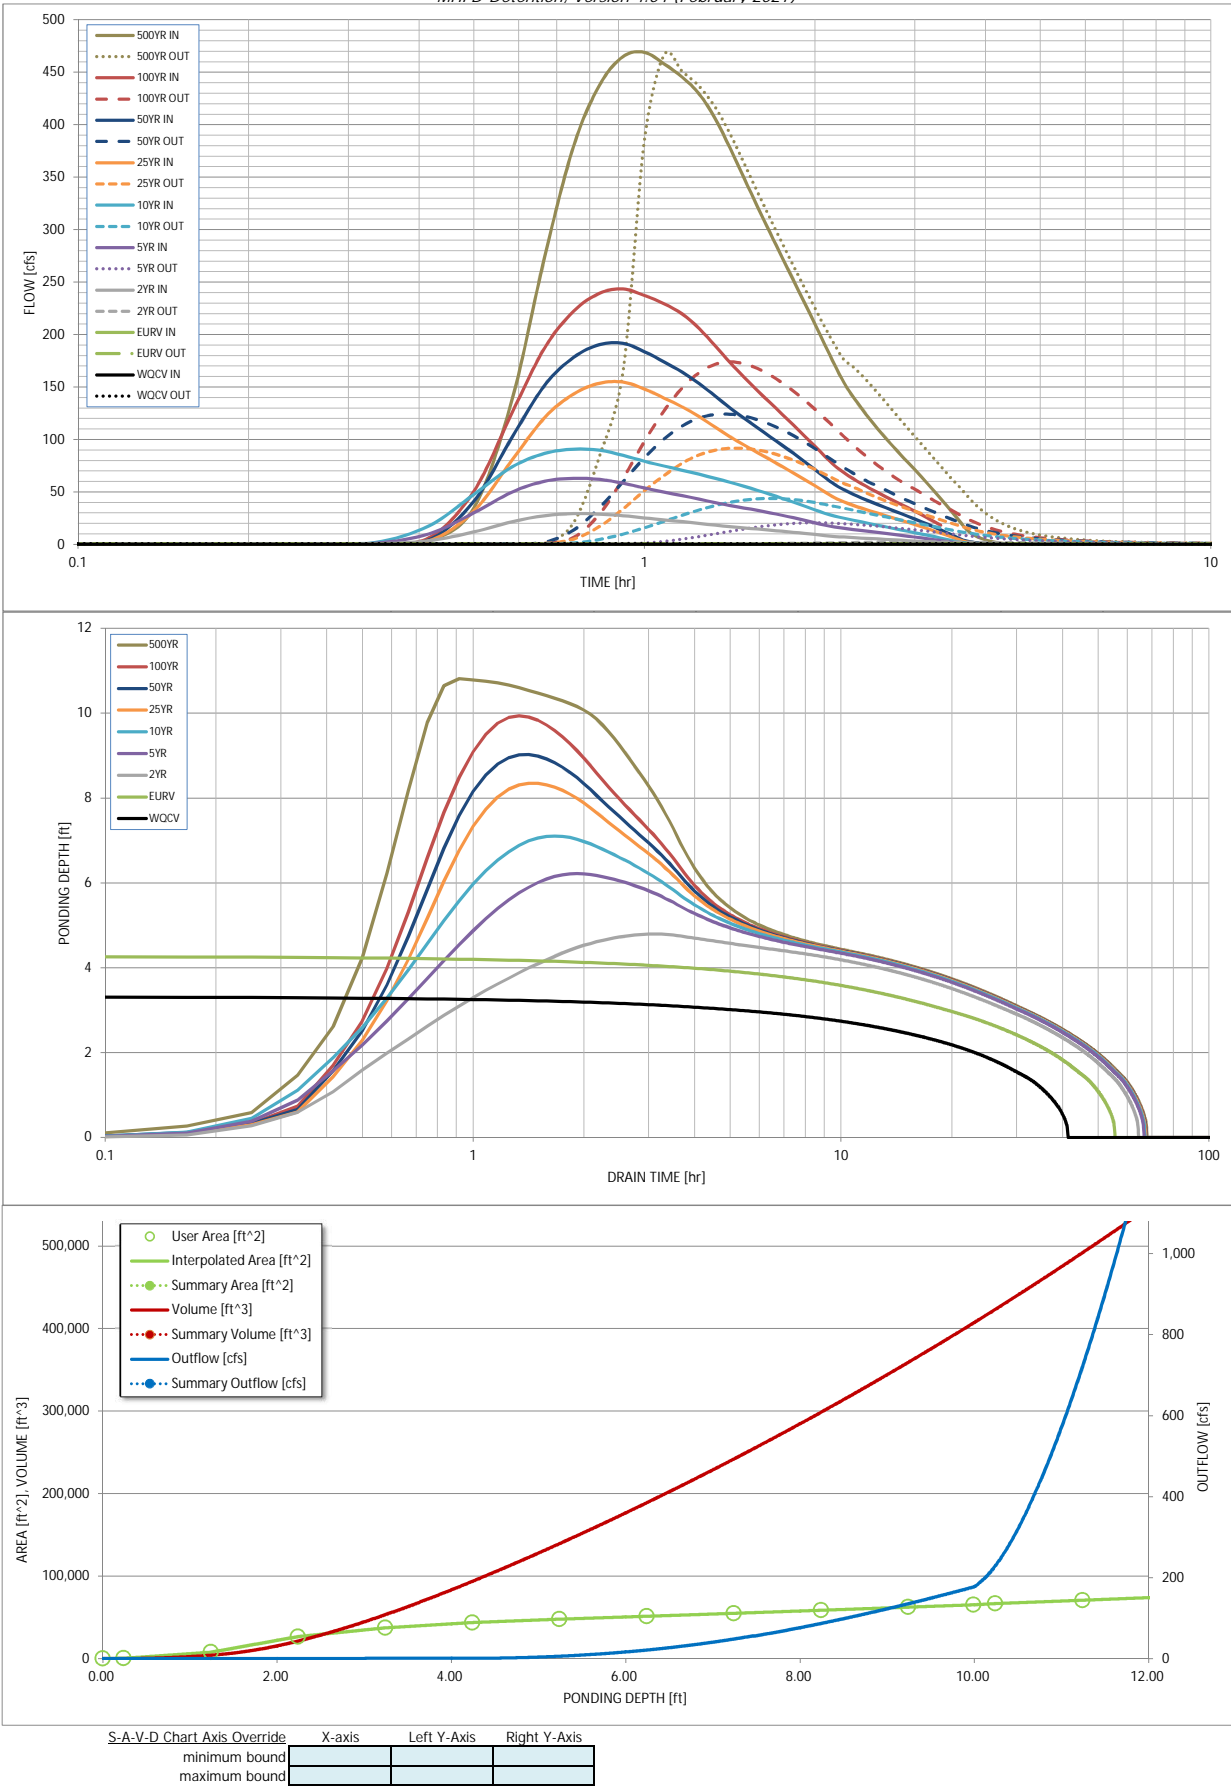 MHFD-Detention, Version 4.04 (February, 2021)
500
450
400
350
300
250
200
150
100
50
0
FLOW [cfs]
500YR IN
500YR OUT
100YR IN
100YR OUT
50YR IN
50YR OUT
25YR IN
25YR OUT
10YR IN
10YR OUT
5YR IN
5YR OUT
2YR IN
2YR OUT
EURV IN
EURV OUT
WQCV IN
WQCV OUT
0.1
1
10
TIME [hr]
12
10
8
6
4
2
0
PONDING DEPTH [ft]
500YR
100YR
50YR
25YR
10YR
5YR
2YR
EURV
WQCV
0.1
1
10
100
DRAIN TIME [hr]
500,000
400,000
300,000
200,000
100,000
0
AREA [ft^2], VOLUME [ft^3]
User Area [ft^2]
Interpolated Area [ft^2]
Summary Area [ft^2]
Volume [ft^3]
Summary Volume [ft^3]
Outflow [cfs]
Summary Outflow [cfs]
1,000
800
600
400
200
0
OUTFLOW [cfs]
0.00
2.00
4.00
6.00
8.00
10.00
12.00
PONDING DEPTH [ft]
S-A-V-D Chart Axis Override X-axis Left Y-Axis Right Y-Axis
minimum bound
maximum bound